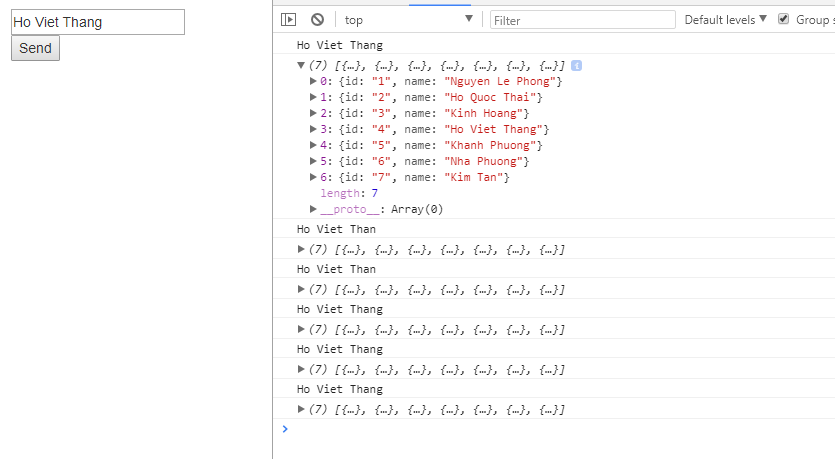 Ho Viet Thang
Send
top
Filter
Default levels
Group s
Ho Viet Thang
(7) [{…}, {…}, {…}, {…}, {…}, {…}, {…}]
0: {id: "1", name: "Nguyen Le Phong"}
1: {id: "2", name: "Ho Quoc Thai"}
2: {id: "3", name: "Kinh Hoang"}
3: {id: "4", name: "Ho Viet Thang"}
4: {id: "5", name: "Khanh Phuong"}
5: {id: "6", name: "Nha Phuong"}
6: {id: "7", name: "Kim Tan"}
length: 7
__proto__: Array(0)
Ho Viet Than
(7) [{…}, {…}, {…}, {…}, {…}, {…}, {…}]
Ho Viet Than
(7) [{…}, {…}, {…}, {…}, {…}, {…}, {…}]
Ho Viet Thang
(7) [{…}, {…}, {…}, {…}, {…}, {…}, {…}]
Ho Viet Thang
(7) [{…}, {…}, {…}, {…}, {…}, {…}, {…}]
Ho Viet Thang
(7) [{…}, {…}, {…}, {…}, {…}, {…}, {…}]